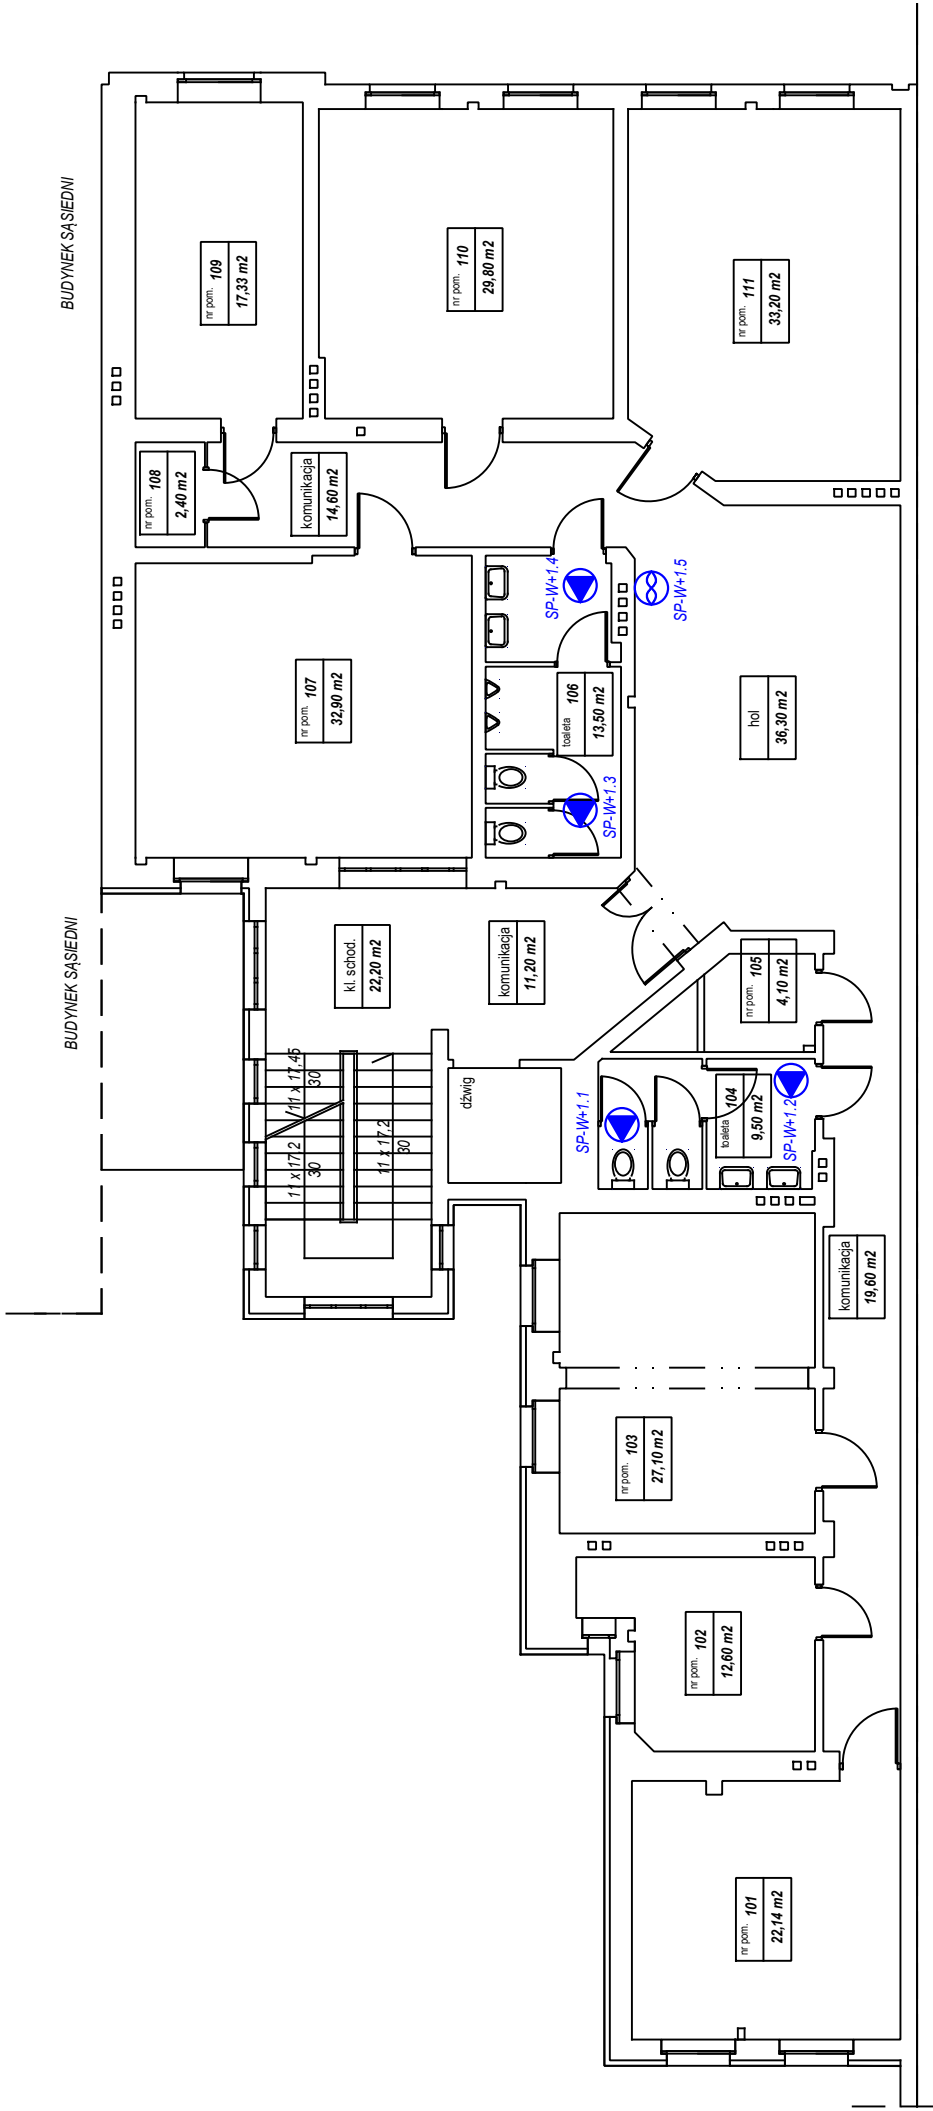 BUDYNEK SĄSIEDNI
nr pom. 109
17,33 m2
nr pom. 110
29,80 m2
nr pom. 111
33,20 m2
nr pom. 108
2,40 m2
komunikacja
14,60 m2
SP-W+1.4
SP-W+1.5
nr pom. 107
32,90 m2
toaleta 106
13,50 m2
hol
36,30 m2
SP-W+1.3
BUDYNEK SĄSIEDNI
kl. schod.
22,20 m2
komunikacja
11,20 m2
nr pom. 105
4,10 m2
11 x 17,45
30
11 x 17,2
30
11 x 17,2
30
dźwig
SP-W+1.1
toaleta 104
9,50 m2
SP-W+1.2
komunikacja
19,60 m2
nr pom. 103
27,10 m2
nr pom. 102
12,60 m2
nr pom. 101
22,14 m2